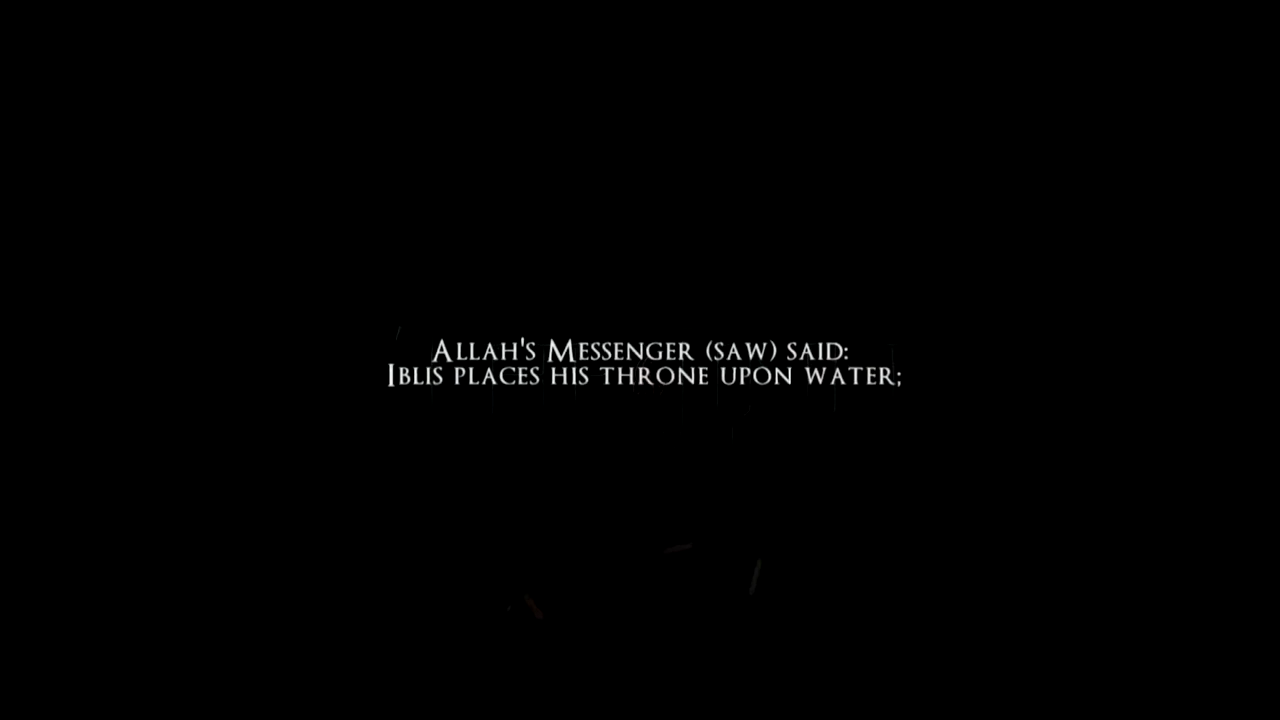 Allah's Messenger (saw) said:
Iblis places his throne upon water;